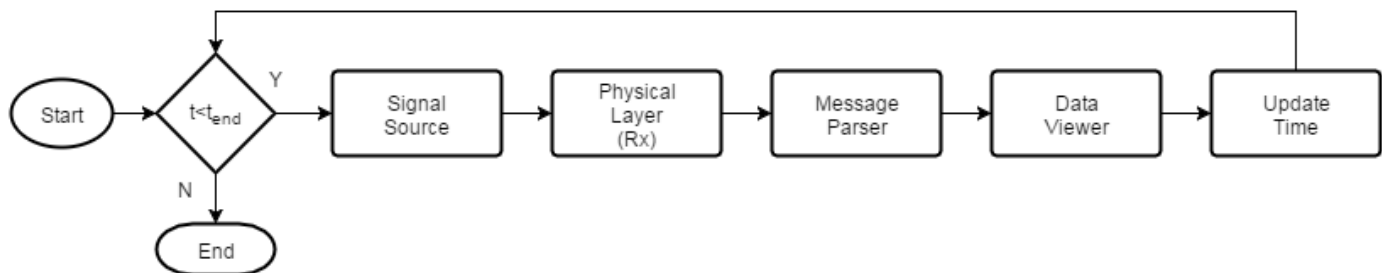 Start
t<t_end
Y
N
End
Signal
Source
Physical
Layer
(Rx)
Message
Parser
Data
Viewer
Update
Time